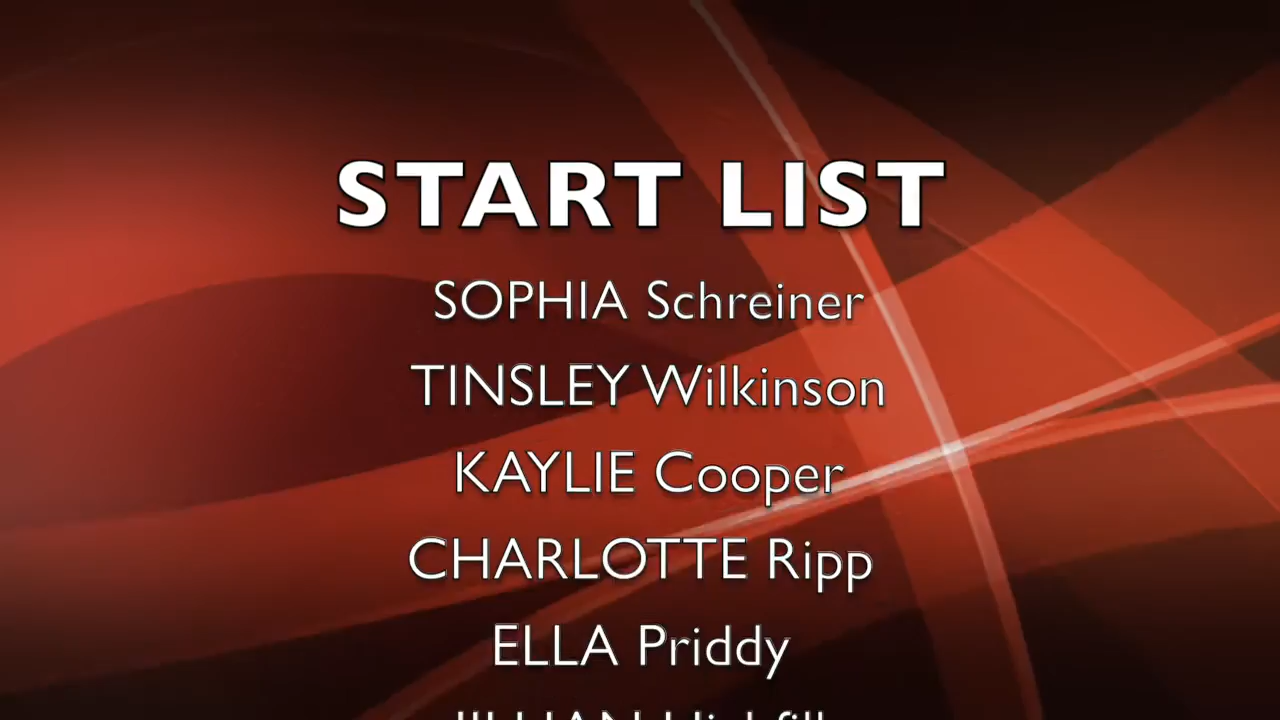 START LIST
SOPHIA Schreiner
TINSLEY Wilkinson
KAYLIE Cooper
CHARLOTTE Ripp
ELLA Priddy